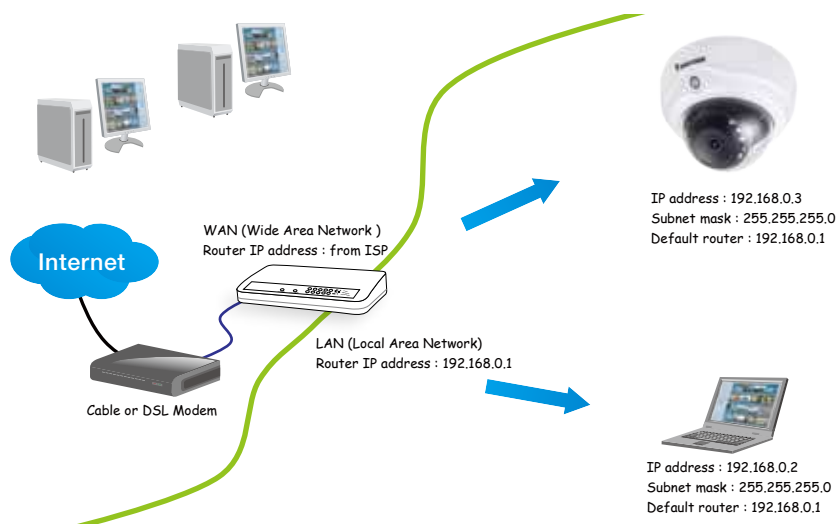 IP address : 192.168.0.3
Subnet mask : 255.255.255.0
Default router : 192.168.0.1
WAN (Wide Area Network )
Router IP address : from ISP
Internet
LAN (Local Area Network)
Router IP address : 192.168.0.1
Cable or DSL Modem
IP address : 192.168.0.2
Subnet mask : 255.255.255.0
Default router : 192.168.0.1